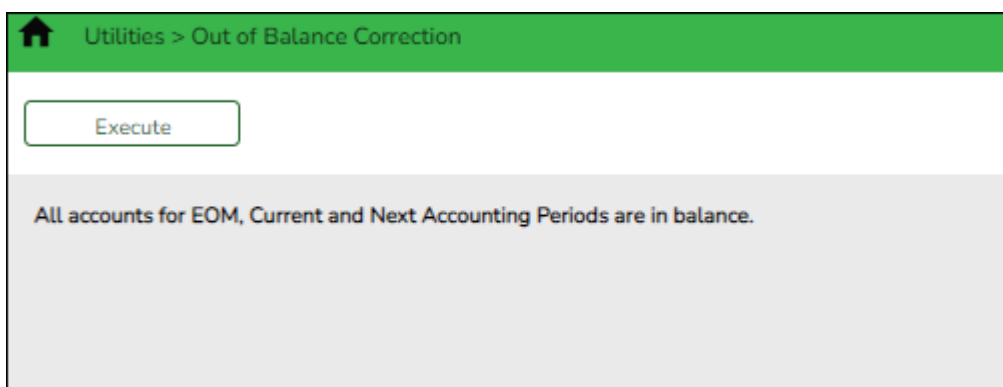 Utilities > Out of Balance Correction
Execute
All accounts for EOM, Current and Next Accounting Periods are in balance.